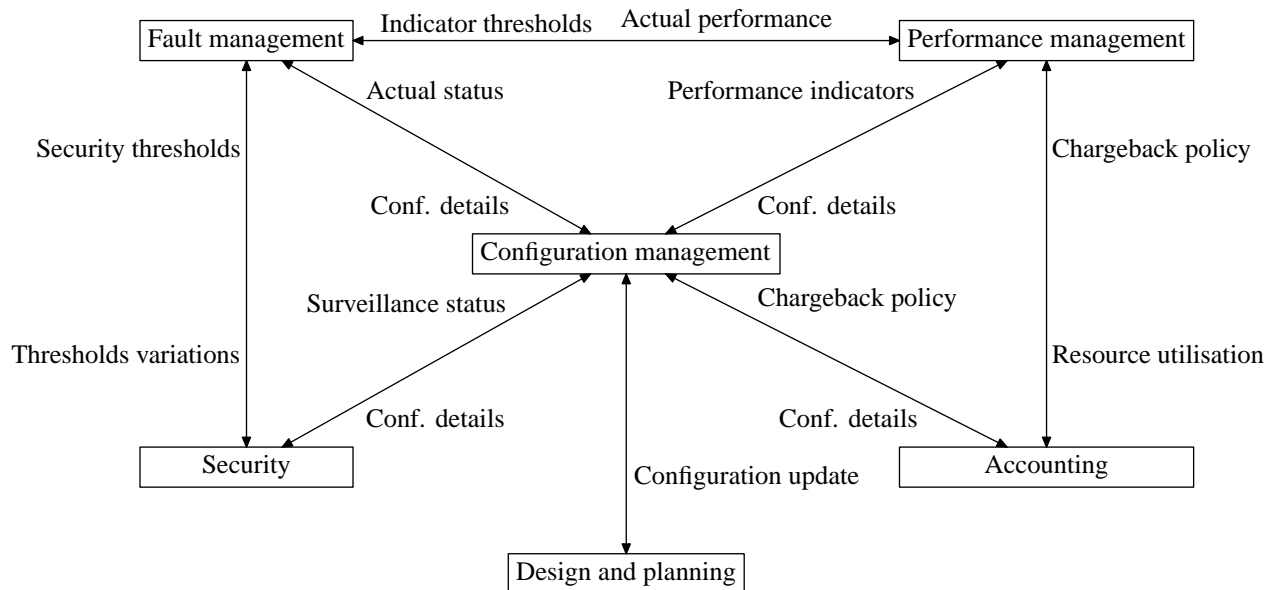 Indicator thresholds
Actual performance
Fault management
Performance management
Actual status
Performance indicators
Security thresholds
Chargeback policy
Conf. details
Conf. details
Configuration management
Surveillance status
Chargeback policy
Thresholds variations
Resource utilisation
Conf. details
Conf. details
Security
Accounting
Configuration update
Design and planning